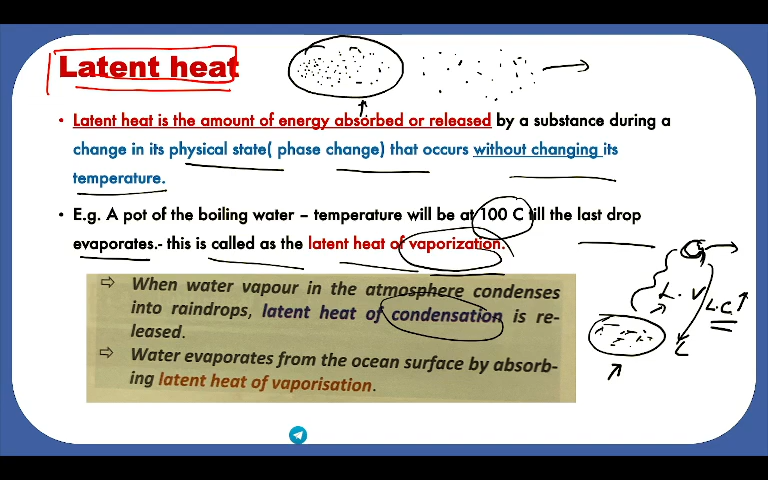 Latent heat
• Latent heat is the amount of energy absorbed or released by a substance during a
change in its physical state( phase change) that occurs without changing its
temperature.
• E.g. A pot of the boiling water – temperature will be at 100 C till the last drop
evaporates.- this is called as the latent heat of vaporization.
⇨ When water vapour in the atmosphere condenses
into raindrops, latent heat of condensation is re-
leased.
⇨ Water evaporates from the ocean surface by absorb-
ing latent heat of vaporisation.
L.V
L.C
L